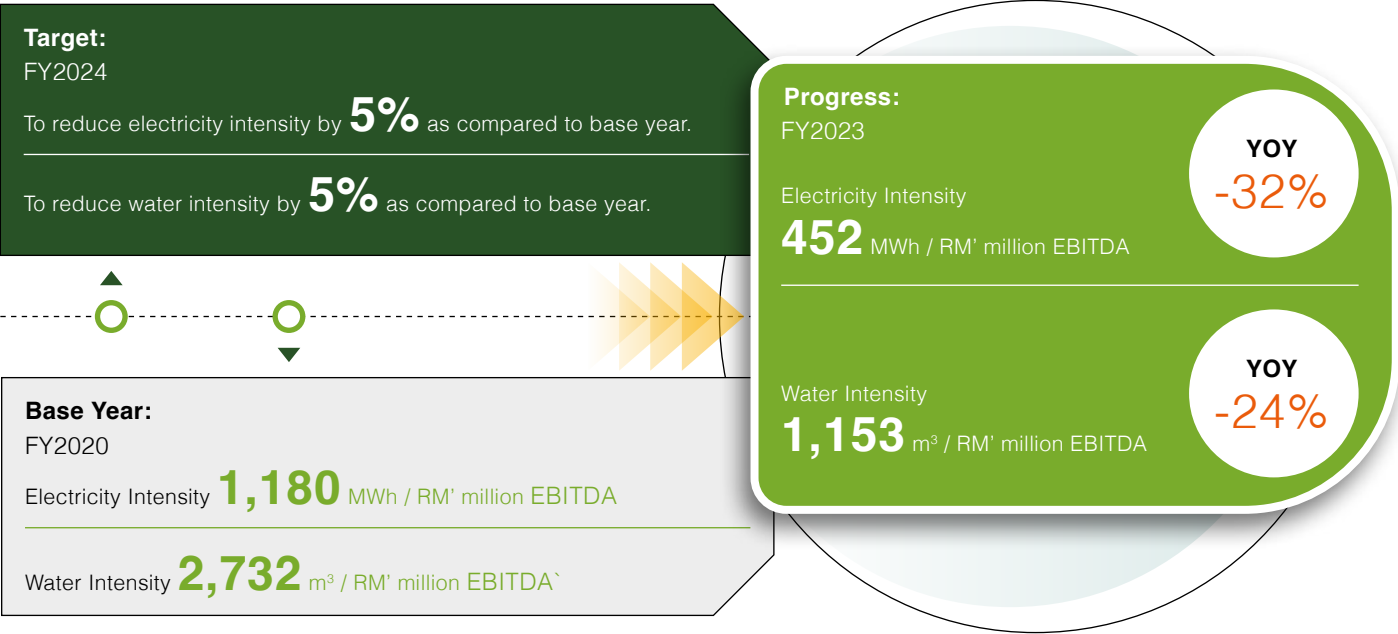 Target:
FY2024
To reduce electricity intensity by 5% as compared to base year.
To reduce water intensity by 5% as compared to base year.
Base Year:
FY2020
Electricity Intensity 1,180 MWh / RM’ million EBITDA
Water Intensity 2,732 m³ / RM’ million EBITDA`
Progress:
FY2023
Electricity Intensity
452 MWh / RM’ million EBITDA
YOY
-32%
Water Intensity
1,153 m³ / RM’ million EBITDA
YOY
-24%